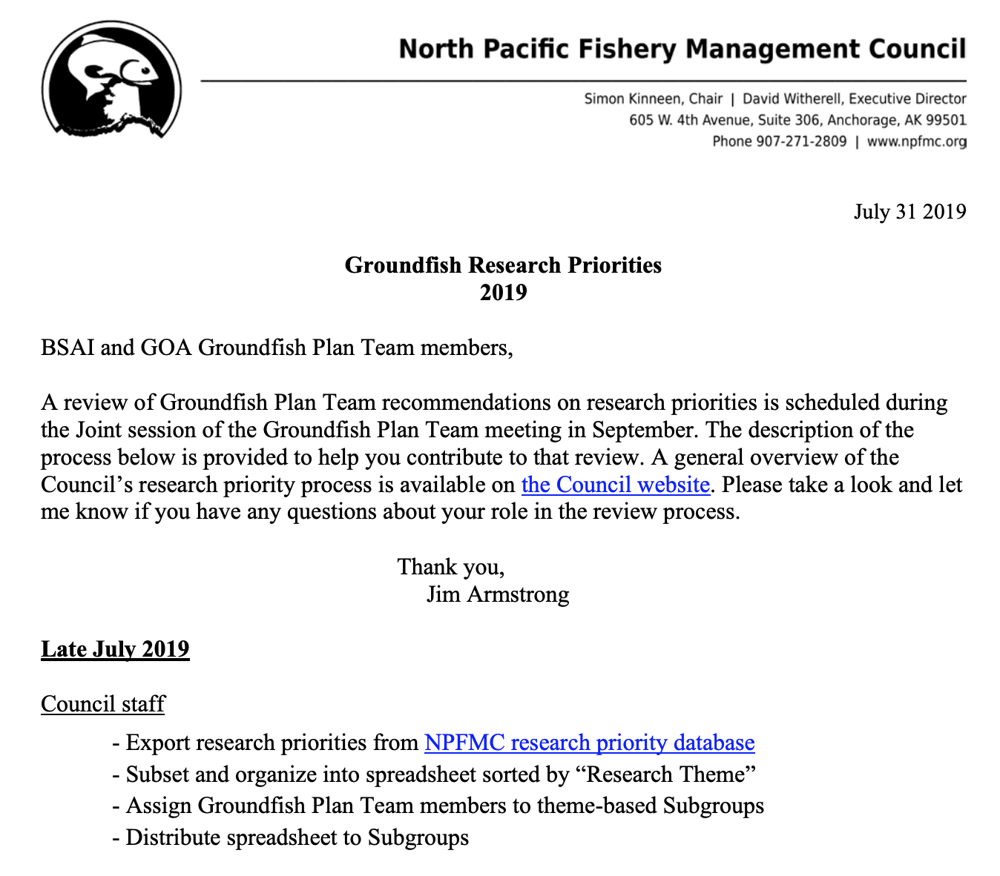 North Pacific Fishery Management Council
Simon Kinneen, Chair | David Witherell, Executive Director
605 W. 4th Avenue, Suite 306, Anchorage, AK 99501
Phone 907-271-2809 | www.npfmc.org
July 31 2019
Groundfish Research Priorities
2019
BSAI and GOA Groundfish Plan Team members,
A review of Groundfish Plan Team recommendations on research priorities is scheduled during
the Joint session of the Groundfish Plan Team meeting in September. The description of the
process below is provided to help you contribute to that review. A general overview of the
Council’s research priority process is available on the Council website. Please take a look and let
me know if you have any questions about your role in the review process.
Thank you,
Jim Armstrong
Late July 2019
Council staff
- Export research priorities from NPFMC research priority database
- Subset and organize into spreadsheet sorted by “Research Theme”
- Assign Groundfish Plan Team members to theme-based Subgroups
- Distribute spreadsheet to Subgroups